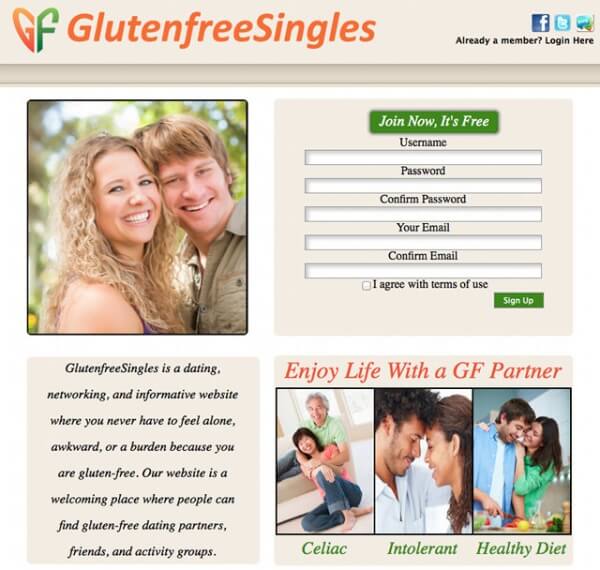 GF GlutenfreeSingles
Already a member? Login Here
Join Now, It's Free
Username
Password
Confirm Password
Your Email
Confirm Email
I agree with terms of use
Sign Up
GlutenfreeSingles is a dating,
networking, and informative website
where you never have to feel alone,
awkward, or a burden because you
are gluten-free. Our website is a
welcoming place where people can
find gluten-free dating partners,
friends, and activity groups.
Enjoy Life With a GF Partner
Celiac Intolerant Healthy Diet